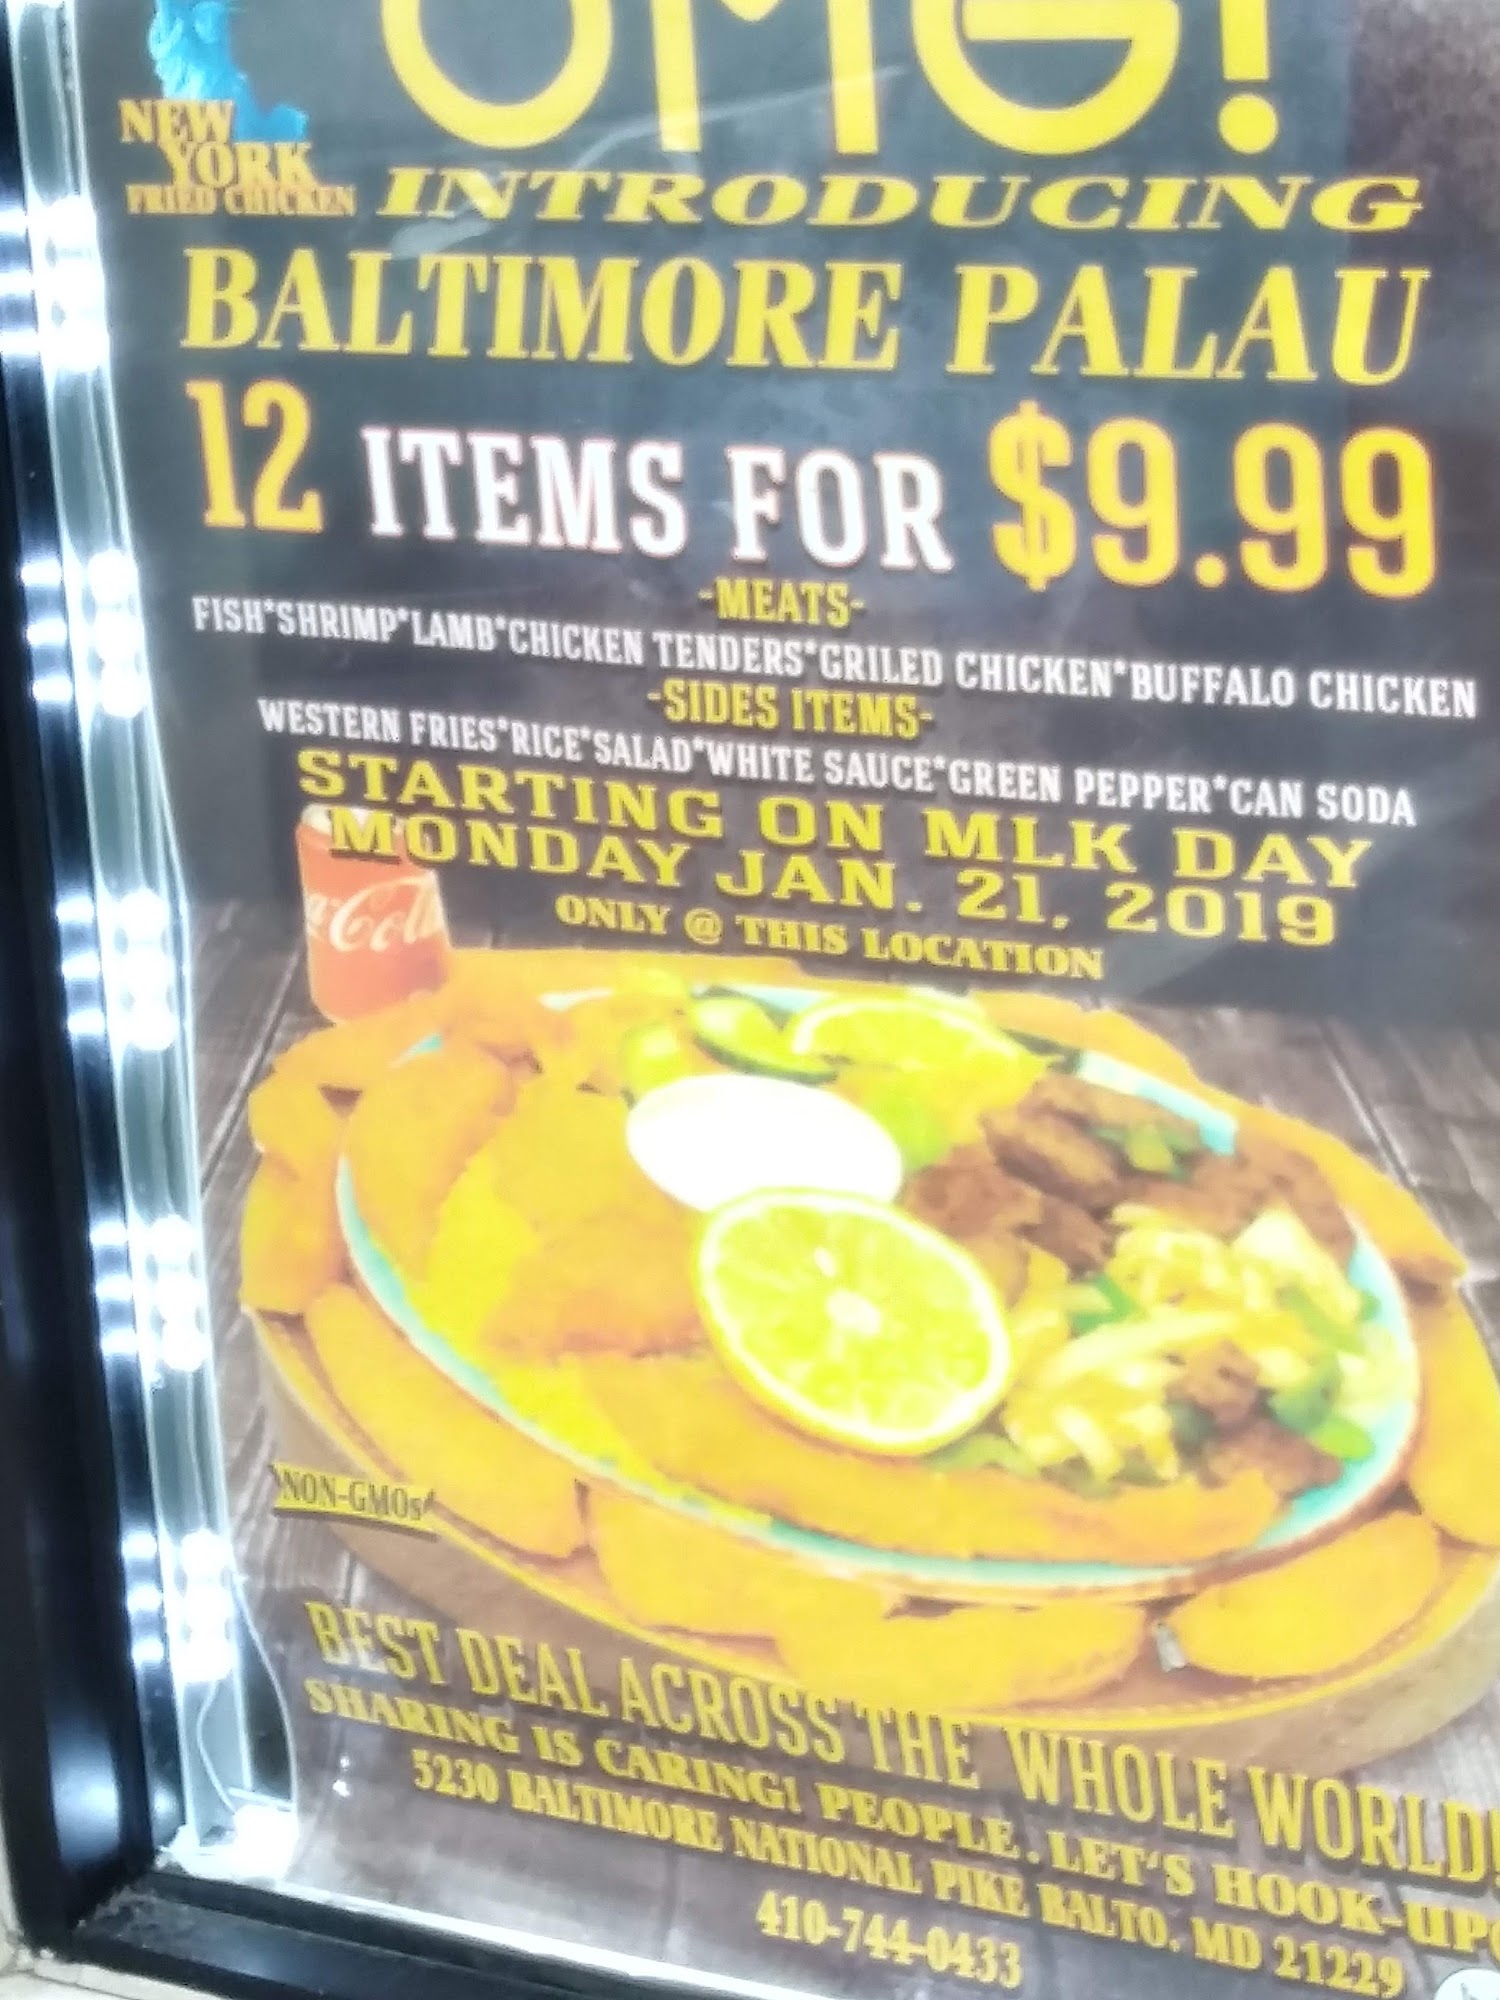 OMG!
NEW
YORK
FRIED CHICKEN
INTRODUCING
BALTIMORE PALAU
12 ITEMS FOR $9.99
-MEATS-
FISH*SHRIMP*LAMB*CHICKEN TENDERS*GRILED CHICKEN*BUFFALO CHICKEN
-SIDES ITEMS-
WESTERN FRIES*RICE*SALAD*WHITE SAUCE*GREEN PEPPER*CAN SODA
STARTING ON MLK DAY
MONDAY JAN. 21, 2019
ONLY @ THIS LOCATION
a-Cola
NON-GMOs
BEST DEAL ACROSS THE WHOLE WORLD!
SHARING IS CARING! PEOPLE. LET'S HOOK-UP
5230 BALTIMORE NATIONAL PIKE BALTO. MD 21229
410-744-0433